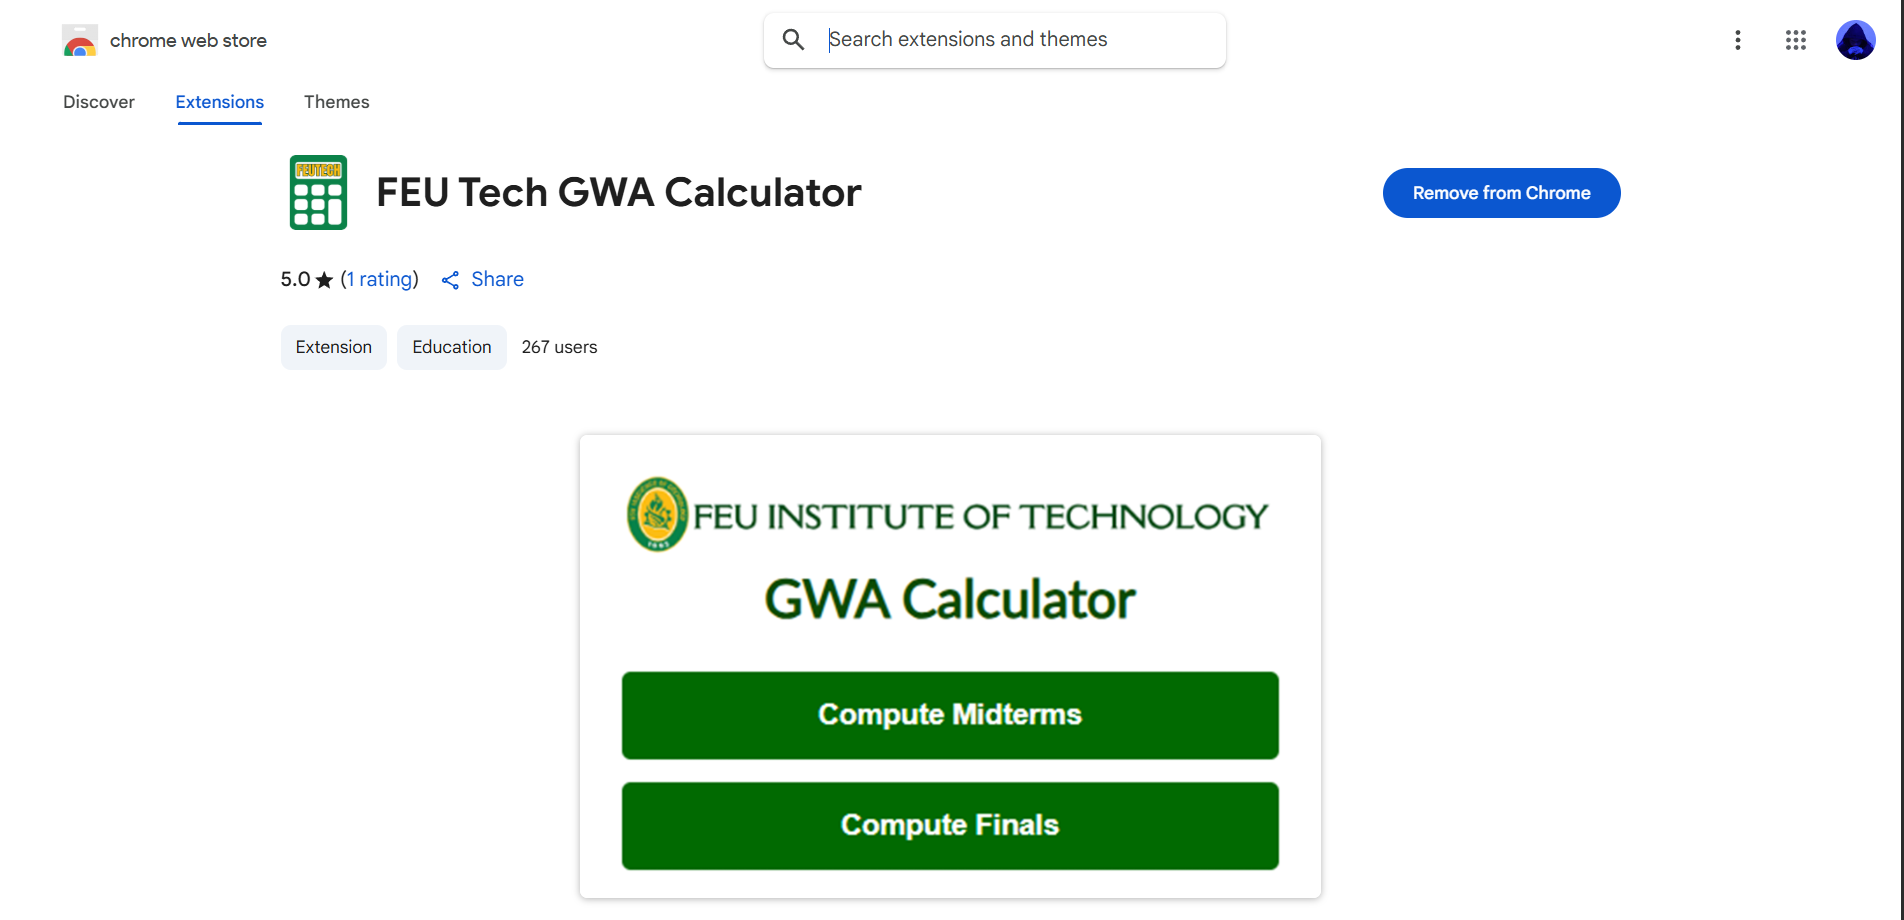 chrome web store
Search extensions and themes
Discover Extensions Themes
FEUTECH
FEU Tech GWA Calculator
Remove from Chrome
5.0 ★ (1 rating) Share
Extension Education 267 users
FEU INSTITUTE OF TECHNOLOGY
1992
GWA Calculator
Compute Midterms
Compute Finals